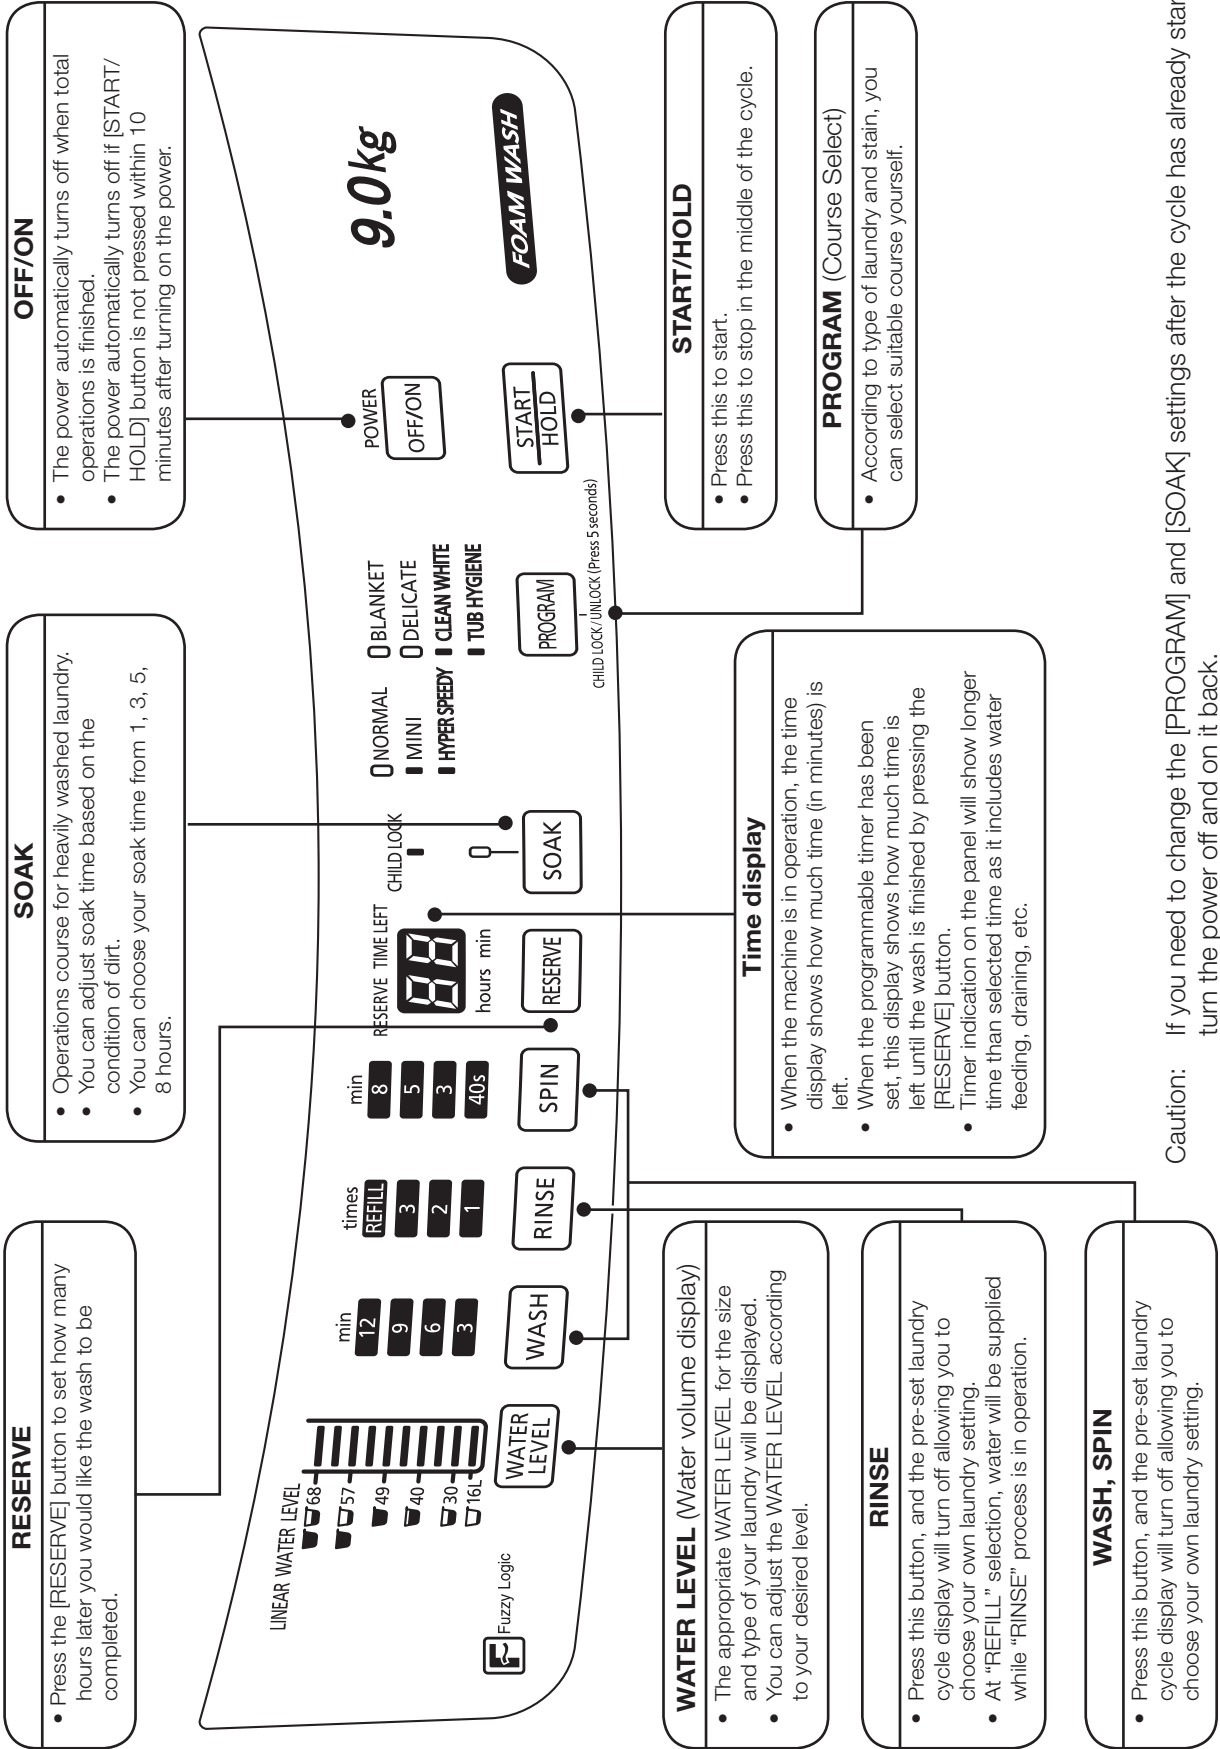 RESERVE
• Press the [RESERVE] button to set how many
hours later you would like the wash to be
completed.
SOAK
• Operations course for heavily washed laundry.
• You can adjust soak time based on the
condition of dirt.
• You can choose your soak time from 1, 3, 5,
8 hours.
OFF/ON
• The power automatically turns off when total
operations is finished.
• The power automatically turns off if [START/
HOLD] button is not pressed within 10
minutes after turning on the power.
LINEAR WATER LEVEL
68
57
49
40
30
16L
Fuzzy Logic
WATER
LEVEL
min
12
9
6
3
WASH
times
REFILL
3
2
1
RINSE
min
8
5
3
40s
SPIN
RESERVE TIME LEFT
88
hours min
RESERVE
CHILD LOCK
SOAK
NORMAL
MINI
HYPER SPEEDY
BLANKET
DELICATE
CLEAN WHITE
TUB HYGIENE
PROGRAM
CHILD LOCK/UNLOCK (Press 5 seconds)
POWER
OFF/ON
START
HOLD
9.0kg
FOAM WASH
WATER LEVEL (Water volume display)
• The appropriate WATER LEVEL for the size
and type of your laundry will be displayed.
• You can adjust the WATER LEVEL according
to your desired level.
RINSE
• Press this button, and the pre-set laundry
cycle display will turn off allowing you to
choose your own laundry setting.
• At “REFILL” selection, water will be supplied
while “RINSE” process is in operation.
WASH, SPIN
• Press this button, and the pre-set laundry
cycle display will turn off allowing you to
choose your own laundry setting.
Time display
• When the machine is in operation, the time
display shows how much time (in minutes) is
left.
• When the programmable timer has been
set, this display shows how much time is
left until the wash is finished by pressing the
[RESERVE] button.
• Timer indication on the panel will show longer
time than selected time as it includes water
feeding, draining, etc.
START/HOLD
• Press this to start.
• Press this to stop in the middle of the cycle.
PROGRAM (Course Select)
• According to type of laundry and stain, you
can select suitable course yourself.
Caution: If you need to change the [PROGRAM] and [SOAK] settings after the cycle has already star
turn the power off and on it back.